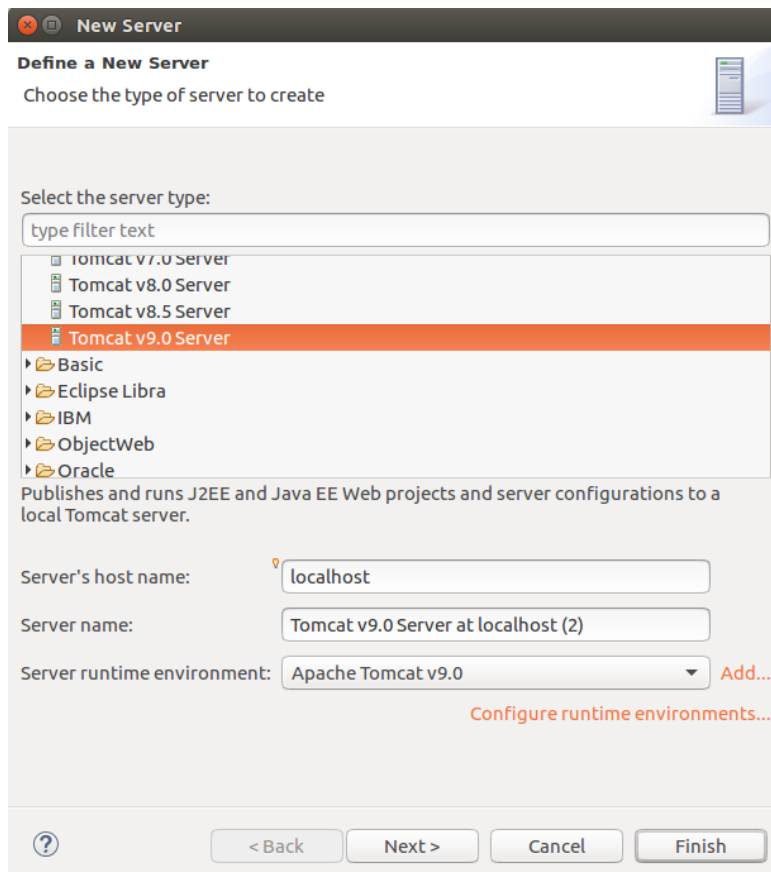 New Server
Define a New Server
Choose the type of server to create
Select the server type:
type filter text
Tomcat v7.0 Server
Tomcat v8.0 Server
Tomcat v8.5 Server
Tomcat v9.0 Server
Basic
Eclipse Libra
IBM
ObjectWeb
Oracle
Publishes and runs J2EE and Java EE Web projects and server configurations to a
local Tomcat server.
Server's host name: localhost
Server name: Tomcat v9.0 Server at localhost (2)
Server runtime environment: Apache Tomcat v9.0 Add...
Configure runtime environments...
? < Back Next > Cancel Finish